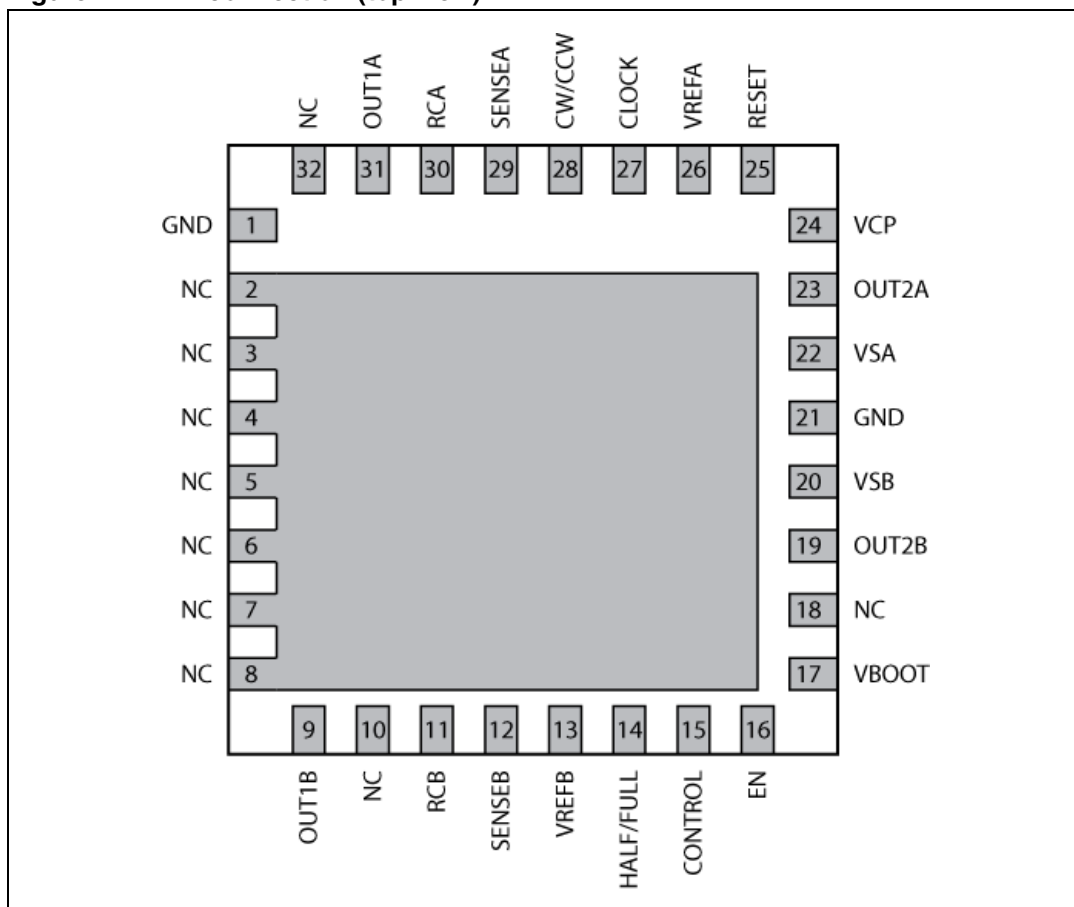 NC
OUT1A
RCA
SENSEA
CW/CCW
CLOCK
VREFA
RESET
32
31
30
29
28
27
26
25
GND 1
24 VCP
NC 2
23 OUT2A
NC 3
22 VSA
NC 4
21 GND
NC 5
20 VSB
NC 6
19 OUT2B
NC 7
18 NC
NC 8
17 VBOOT
9
10
11
12
13
14
15
16
OUT1B
NC
RCB
SENSEB
VREFB
HALF/FULL
CONTROL
EN